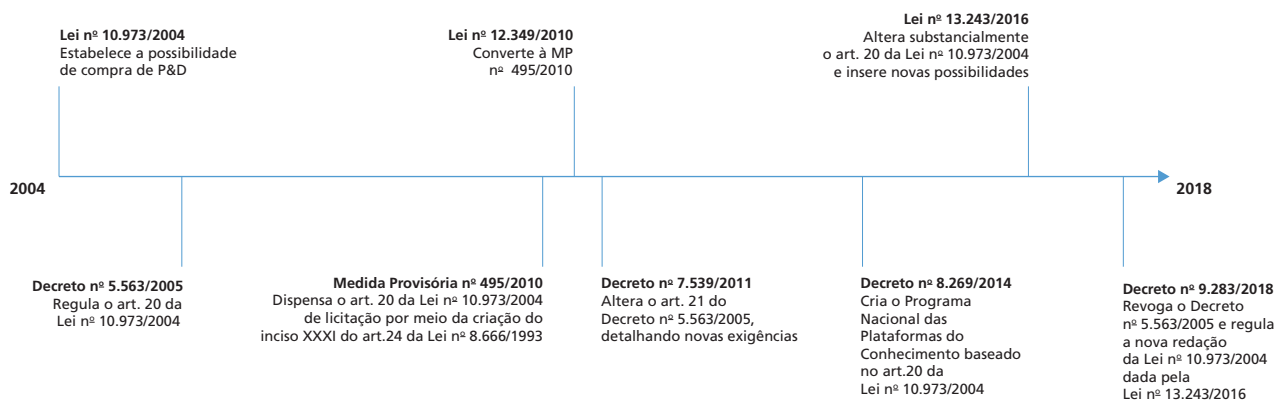 Lei nº 10.973/2004
Estabelece a possibilidade
de compra de P&D
Lei nº 12.349/2010
Converte à MP
nº 495/2010
Lei nº 13.243/2016
Altera substancialmente
o art. 20 da Lei nº 10.973/2004
e insere novas possibilidades
2004
2018
Decreto nº 5.563/2005
Regula o art. 20 da
Lei nº 10.973/2004
Medida Provisória nº 495/2010
Dispensa o art. 20 da Lei nº 10.973/2004
de licitação por meio da criação do
inciso XXXI do art.24 da Lei nº 8.666/1993
Decreto nº 7.539/2011
Altera o art. 21 do
Decreto nº 5.563/2005,
detalhando novas exigências
Decreto nº 8.269/2014
Cria o Programa
Nacional das
Plataformas do
Conhecimento baseado
no art.20 da
Lei nº 10.973/2004
Decreto nº 9.283/2018
Revoga o Decreto
nº 5.563/2005 e regula
a nova redação
da Lei nº 10.973/2004
dada pela
Lei nº 13.243/2016